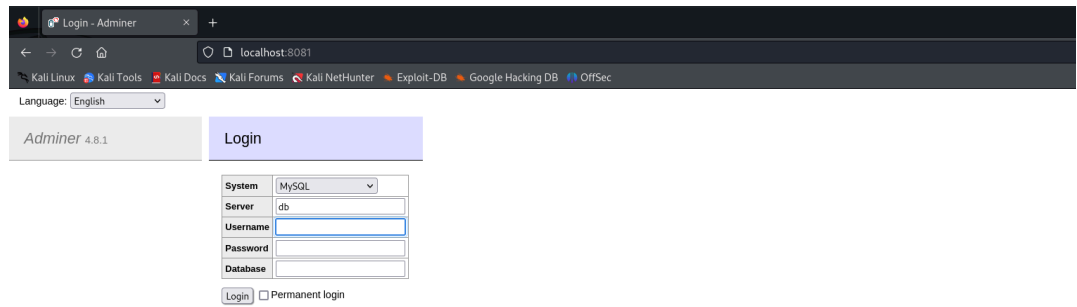 Login - Adminer
localhost:8081
Kali Linux Kali Tools Kali Docs Kali Forums Kali NetHunter Exploit-DB Google Hacking DB OffSec
Language: English
Adminer 4.8.1
Login
System MySQL
Server db
Username
Password
Database
Login Permanent login